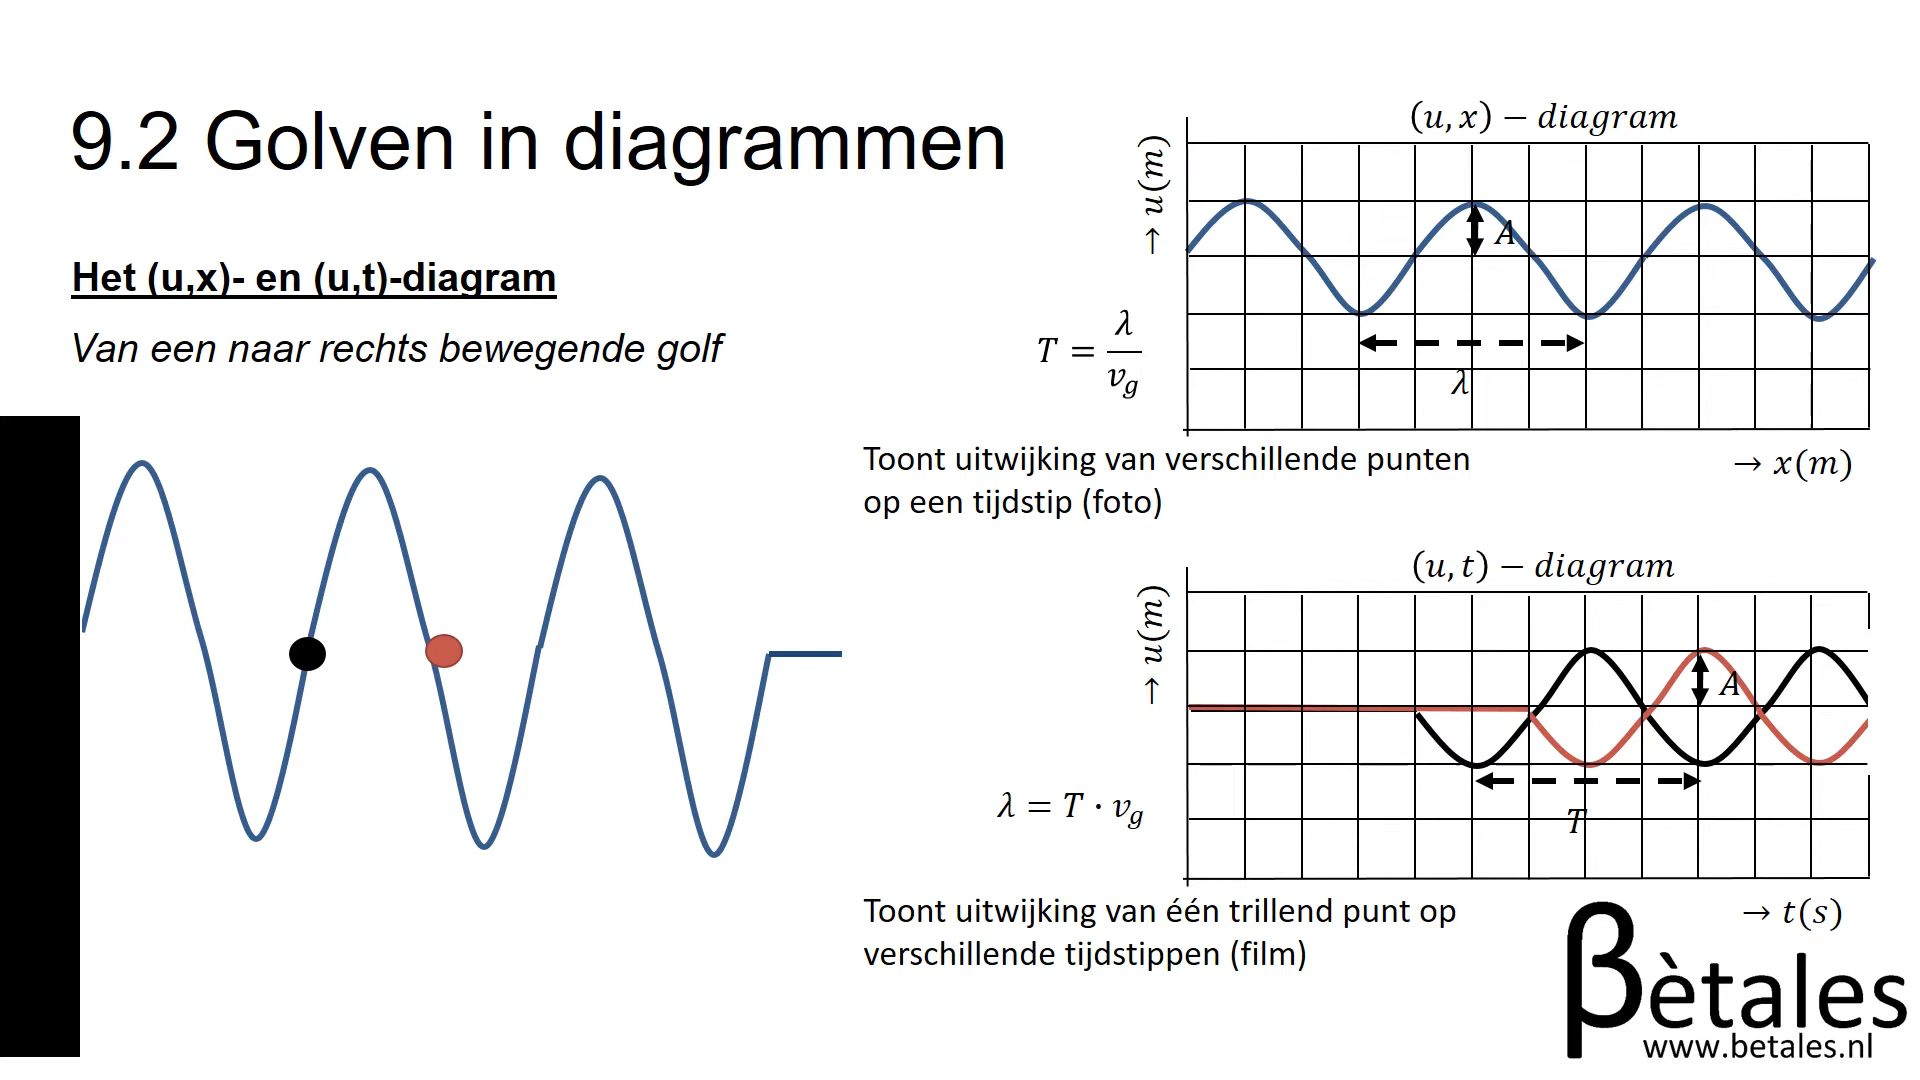 9.2 Golven in diagrammen
Het (u,x)- en (u,t)-diagram
Van een naar rechts bewegende golf
(u, x) − diagram
→ u(m)
A
λ
T = λ / v_g
→ x(m)
Toont uitwijking van verschillende punten
op een tijdstip (foto)
(u, t) − diagram
→ u(m)
A
T
λ = T · v_g
→ t(s)
Toont uitwijking van één trillend punt op
verschillende tijdstippen (film)
βètales
www.betales.nl